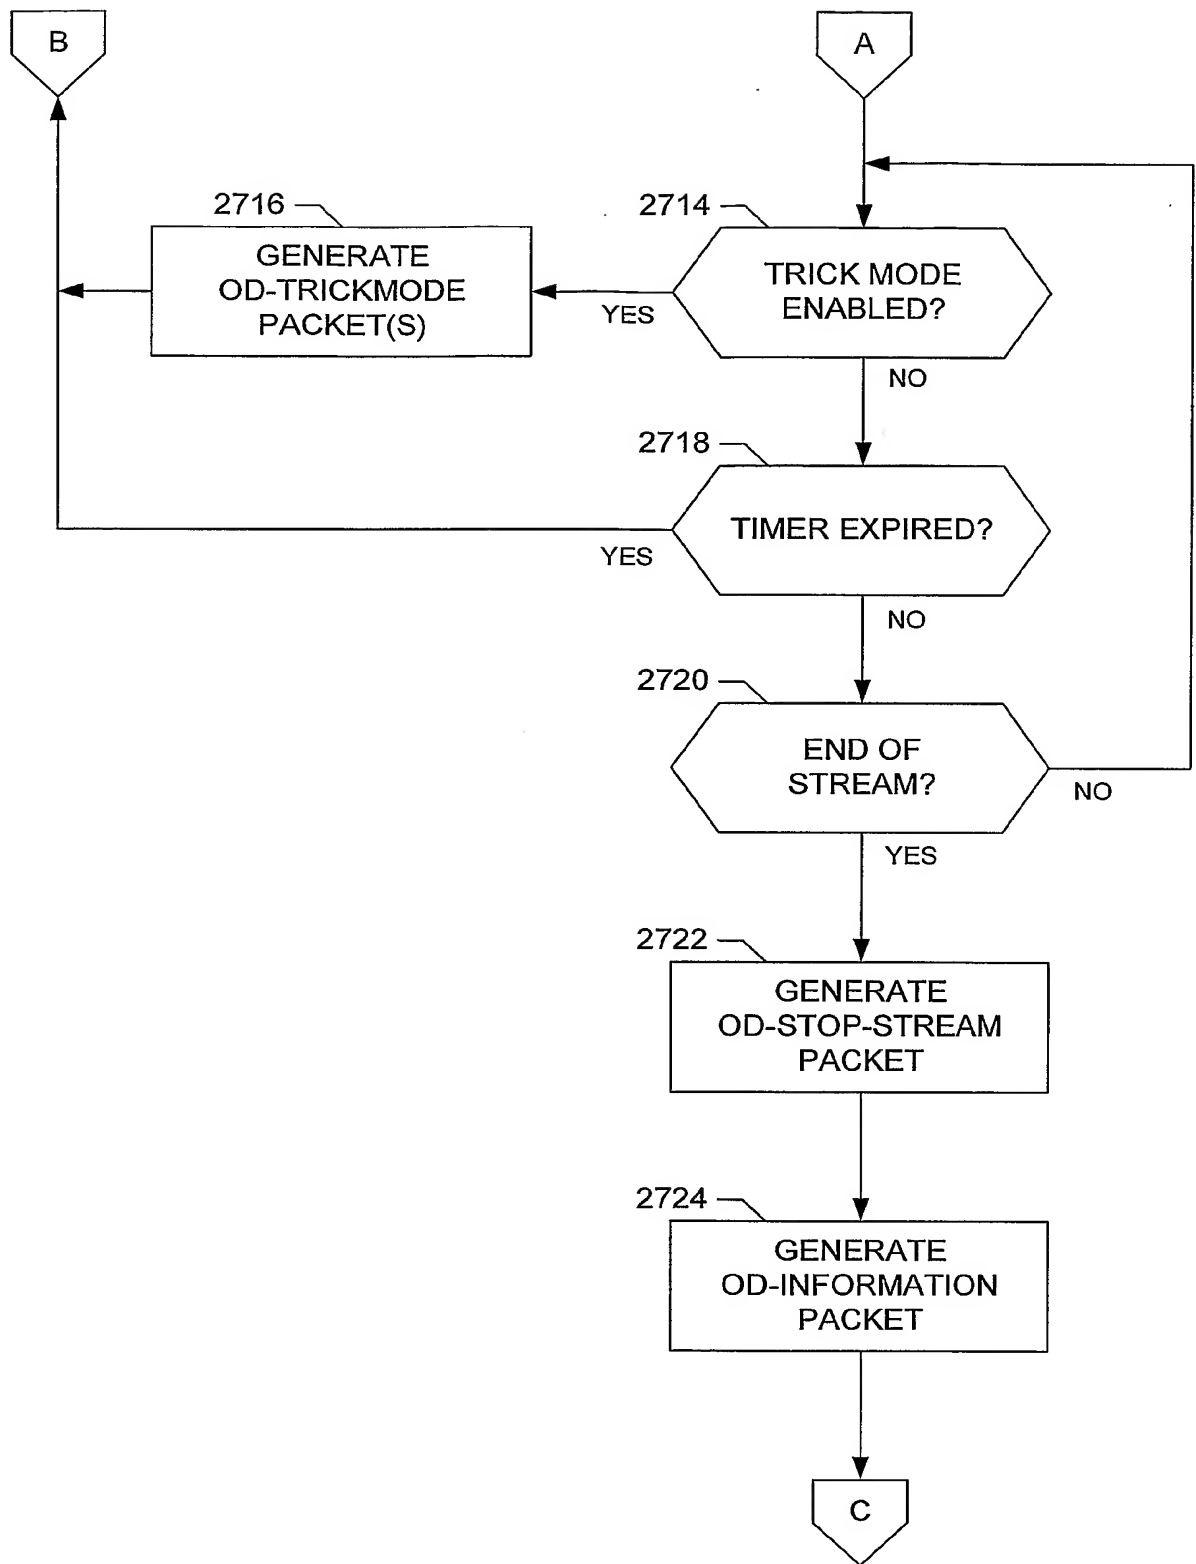 B
A
2716
GENERATE
OD-TRICKMODE
PACKET(S)
2714
TRICK MODE
ENABLED?
YES
NO
2718
TIMER EXPIRED?
YES
NO
2720
END OF
STREAM?
NO
YES
2722
GENERATE
OD-STOP-STREAM
PACKET
2724
GENERATE
OD-INFORMATION
PACKET
C